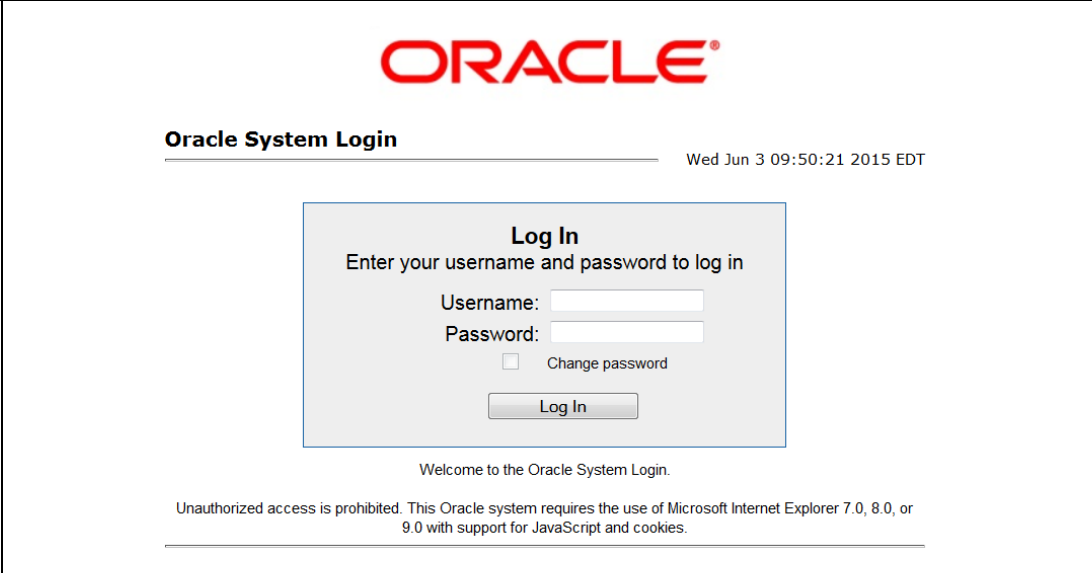 ORACLE®
Oracle System Login
Wed Jun 3 09:50:21 2015 EDT
Log In
Enter your username and password to log in
Username:
Password:
Change password
Log In
Welcome to the Oracle System Login.
Unauthorized access is prohibited. This Oracle system requires the use of Microsoft Internet Explorer 7.0, 8.0, or
9.0 with support for JavaScript and cookies.